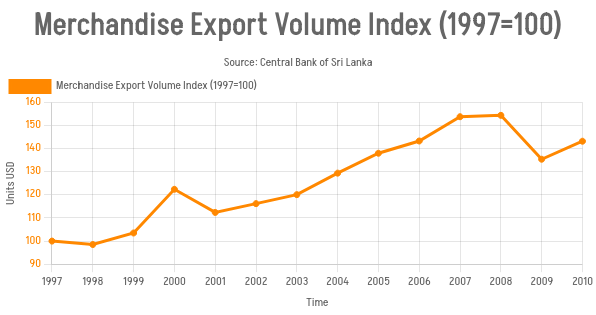 Merchandise Export Volume Index (1997=100)
Source: Central Bank of Sri Lanka
Merchandise Export Volume Index (1997=100)
160
150
140
130
120
110
100
90
Units USD
1997 1998 1999 2000 2001 2002 2003 2004 2005 2006 2007 2008 2009 2010
Time